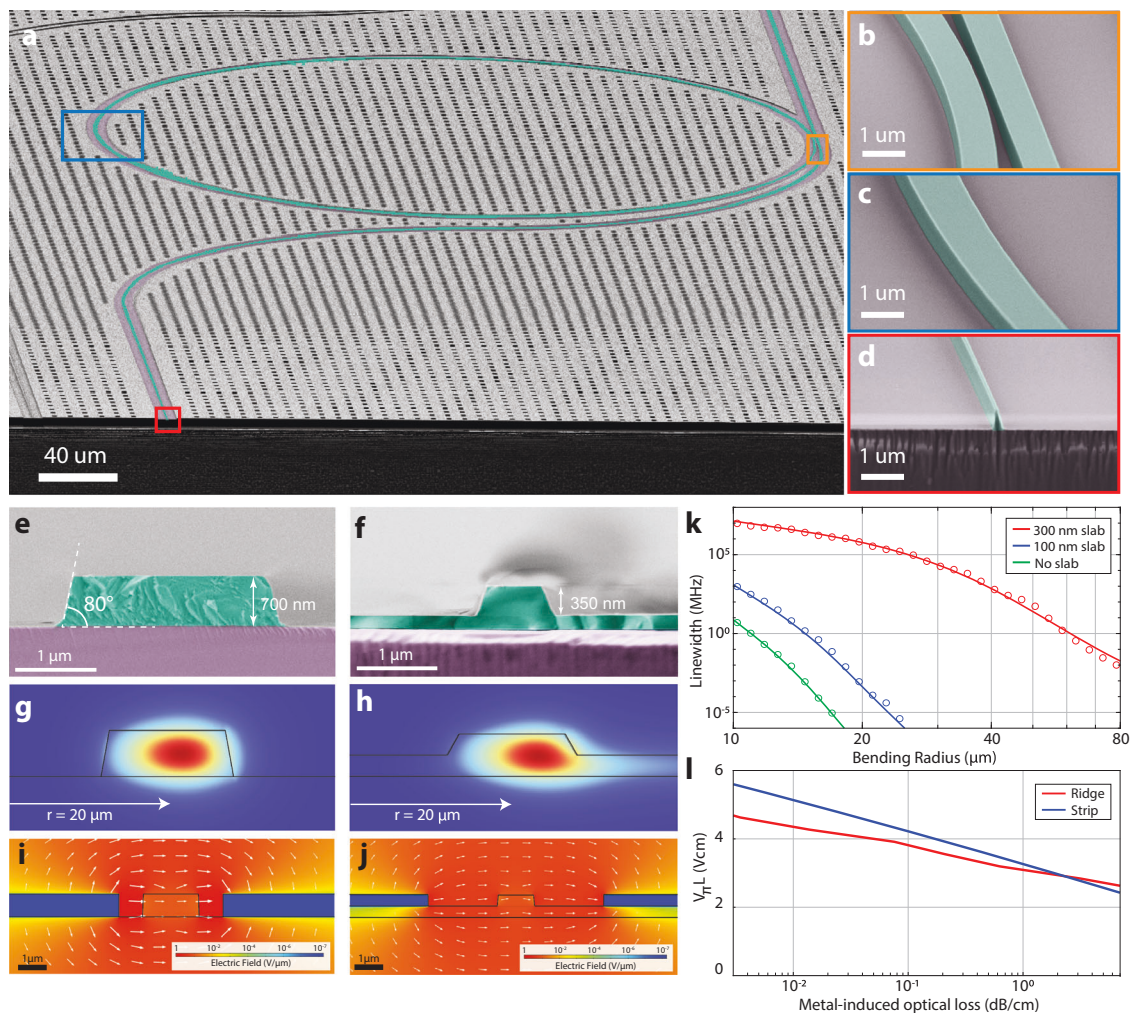 a
40 um
b
1 um
c
1 um
d
1 um
e
80°
700 nm
1 μm
f
350 nm
1 μm
g
r = 20 μm
h
r = 20 μm
i
1 10⁻² 10⁻⁴ 10⁻⁶ 10⁻⁷
Electric Field (V/μm)
1μm
j
1 10⁻² 10⁻⁴ 10⁻⁶ 10⁻⁷
Electric Field (V/μm)
1μm
k
300 nm slab
100 nm slab
No slab
Linewidth (MHz)
10⁵
10⁰
10⁻⁵
10 20 40 80
Bending Radius (μm)
l
Ridge
Strip
VπL (Vcm)
6
4
2
0
10⁻² 10⁻¹ 10⁰
Metal-induced optical loss (dB/cm)